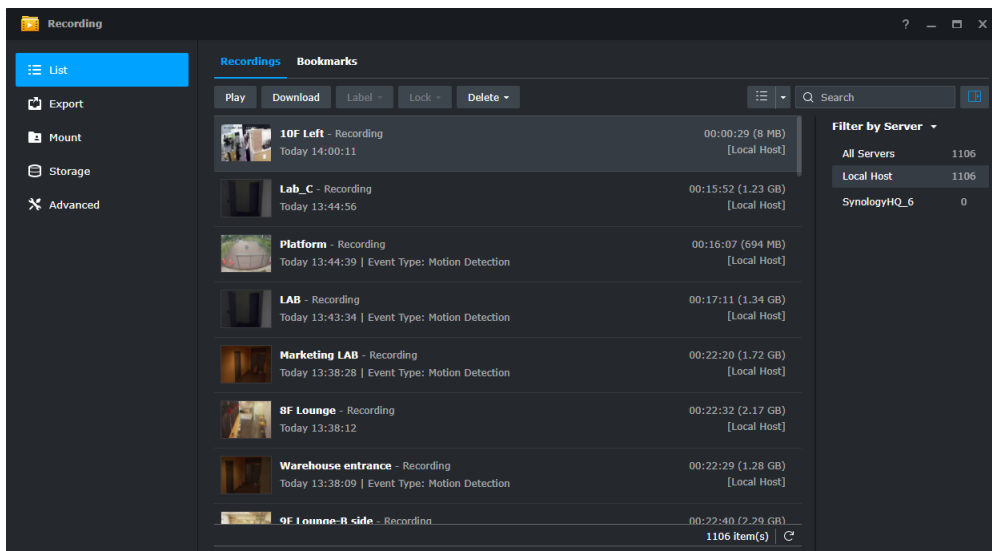 Recording
?
List
Export
Mount
Storage
Advanced
Recordings Bookmarks
Play Download Label Lock Delete
Search
10F Left - Recording 00:00:29 (8 MB)
Today 14:00:11 [Local Host]
Lab_C - Recording 00:15:52 (1.23 GB)
Today 13:44:56 [Local Host]
Platform - Recording 00:16:07 (694 MB)
Today 13:44:39 | Event Type: Motion Detection [Local Host]
LAB - Recording 00:17:11 (1.34 GB)
Today 13:43:34 | Event Type: Motion Detection [Local Host]
Marketing LAB - Recording 00:22:20 (1.72 GB)
Today 13:38:28 | Event Type: Motion Detection [Local Host]
8F Lounge - Recording 00:22:32 (2.17 GB)
Today 13:38:12 [Local Host]
Warehouse entrance - Recording 00:22:29 (1.28 GB)
Today 13:38:09 | Event Type: Motion Detection [Local Host]
9F Lounge-B side - Recording 00:22:40 (2.29 GB)
1106 item(s)
Filter by Server
All Servers 1106
Local Host 1106
SynologyHQ_6 0